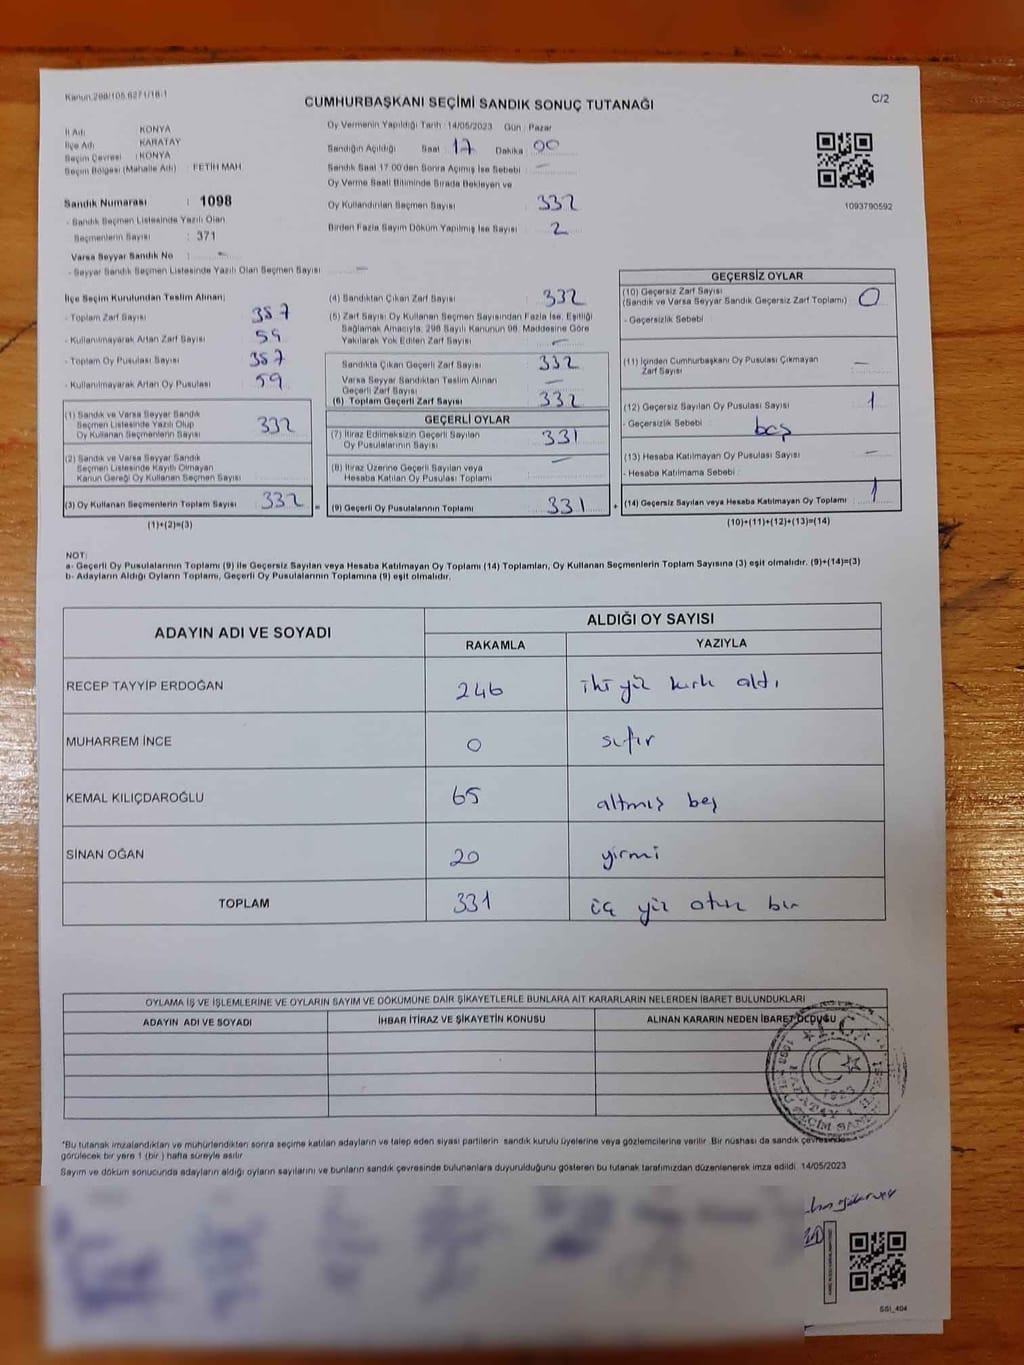 Kanun:298/105,6271/18-1
C/2
CUMHURBAŞKANI SEÇİMİ SANDIK SONUÇ TUTANAĞI
İl Adı KONYA
İlçe Adı KARATAY
Seçim Çevresi : KONYA
Seçim Bölgesi (Mahalle Adı) : FETİH MAH.
Sandık Numarası : 1098
- Sandık Seçmen Listesinde Yazılı Olan
Seçmenlerin Sayısı : 371
Varsa Seyyar Sandık No : -
- Seyyar Sandık Seçmen Listesinde Yazılı Olan Seçmen Sayısı -
Oy Vermenin Yapıldığı Tarih : 14/05/2023 Gün : Pazar
Sandığın Açıldığı Saat 17 Dakika 00
Sandık Saat 17:00'den Sonra Açılmış İse Sebebi : -
Oy Verme Saati Bitiminde Sırada Bekleyen ve
Oy Kullandırılan Seçmen Sayısı 332
Birden Fazla Sayım Döküm Yapılmış İse Sayısı 2
1093790592
İlçe Seçim Kurulundan Teslim Alınan;
- Toplam Zarf Sayısı 387
- Kullanılmayarak Artan Zarf Sayısı 59
- Toplam Oy Pusulası Sayısı 387
- Kullanılmayarak Artan Oy Pusulası 59
(1) Sandık ve Varsa Seyyar Sandık
Seçmen Listesinde Yazılı Olup
Oy Kullanan Seçmenlerin Sayısı 332
(2) Sandık ve Varsa Seyyar Sandık
Seçmen Listesinde Kayıtlı Olmayan
Kanun Gereği Oy Kullanan Seçmen Sayısı
(3) Oy Kullanan Seçmenlerin Toplam Sayısı 332 =
(1)+(2)=(3)
(4) Sandıktan Çıkan Zarf Sayısı 332
(5) Zarf Sayısı Oy Kullanan Seçmen Sayısından Fazla İse, Eşitliği
Sağlamak Amacıyla, 298 Sayılı Kanunun 98. Maddesine Göre
Yakılarak Yok Edilen Zarf Sayısı -
Sandıkta Çıkan Geçerli Zarf Sayısı 332
Varsa Seyyar Sandıktan Teslim Alınan
Geçerli Zarf Sayısı -
(6) Toplam Geçerli Zarf Sayısı 332
GEÇERLİ OYLAR
(7) İtiraz Edilmeksizin Geçerli Sayılan
Oy Pusulalarının Sayısı 331
(8) İtiraz Üzerine Geçerli Sayılan veya
Hesaba Katılan Oy Pusulası Toplamı -
(9) Geçerli Oy Pusulalarının Toplamı 331 +
GEÇERSİZ OYLAR
(10) Geçersiz Zarf Sayısı
(Sandık ve Varsa Seyyar Sandık Geçersiz Zarf Toplamı) 0
- Geçersizlik Sebebi
(11) İçinden Cumhurbaşkanı Oy Pusulası Çıkmayan
Zarf Sayısı -
(12) Geçersiz Sayılan Oy Pusulası Sayısı 1
- Geçersizlik Sebebi boş
(13) Hesaba Katılmayan Oy Pusulası Sayısı -
- Hesaba Katılmama Sebebi
(14) Geçersiz Sayılan veya Hesaba Katılmayan Oy Toplamı 1
(10)+(11)+(12)+(13)=(14)
NOT:
a- Geçerli Oy Pusulalarının Toplamı (9) ile Geçersiz Sayılan veya Hesaba Katılmayan Oy Toplamı (14) Toplamları, Oy Kullanan Seçmenlerin Toplam Sayısına (3) eşit olmalıdır. (9)+(14)=(3)
b- Adayların Aldığı Oyların Toplamı, Geçerli Oy Pusulalarının Toplamına (9) eşit olmalıdır.
ADAYIN ADI VE SOYADI ALDIĞI OY SAYISI
RAKAMLA YAZIYLA
RECEP TAYYİP ERDOĞAN 246 iki yüz kırk altı
MUHARREM İNCE 0 sıfır
KEMAL KILIÇDAROĞLU 65 altmış beş
SİNAN OĞAN 20 yirmi
TOPLAM 331 üç yüz otuz bir
OYLAMA İŞ VE İŞLEMLERİNE VE OYLARIN SAYIM VE DÖKÜMÜNE DAİR ŞİKAYETLERLE BUNLARA AİT KARARLARIN NELERDEN İBARET BULUNDUKLARI
ADAYIN ADI VE SOYADI İHBAR İTİRAZ VE ŞİKAYETİN KONUSU ALINAN KARARIN NEDEN İBARET OLDUĞU
T.C.
1923
*Bu tutanak imzalandıktan ve mühürlendikten sonra seçime katılan adayların ve talep eden siyasi partilerin sandık kurulu üyelerine veya gözlemcilerine verilir. Bir nüshası da sandık çevresinde
görülecek bir yere 1 (bir) hafta süreyle asılır
Sayım ve döküm sonucunda adayların aldığı oyların sayılarını ve bunların sandık çevresinde bulunanlara duyurulduğunu gösteren bu tutanak tarafımızdan düzenlenerek imza edildi. 14/05/2023
SSI_404